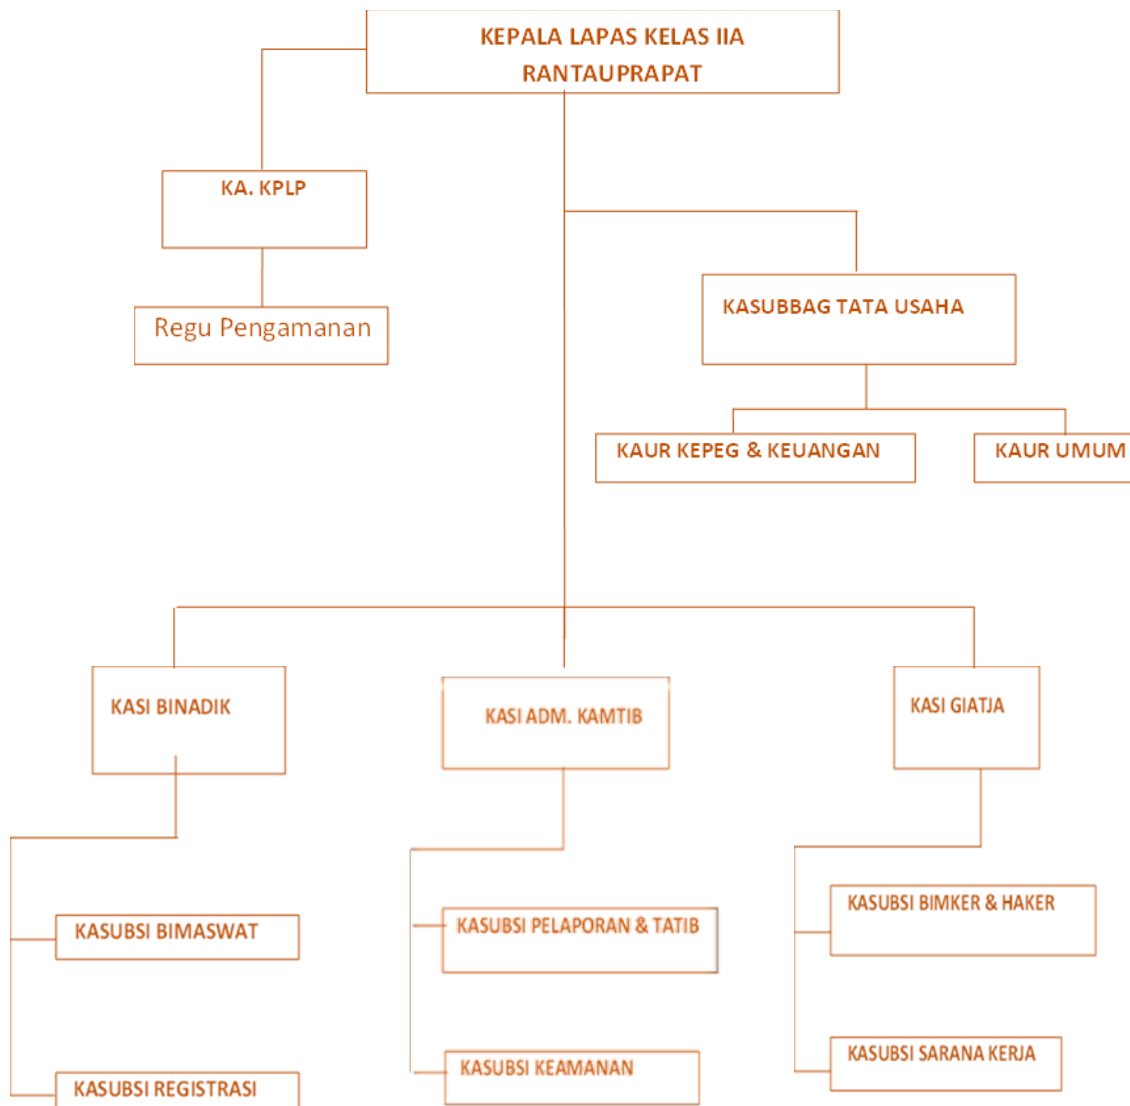 KEPALA LAPAS KELAS IIA
RANTAUPRAPAT
KA. KPLP
Regu Pengamanan
KASUBBAG TATA USAHA
KAUR KEPEG & KEUANGAN
KAUR UMUM
KASI BINADIK
KASI ADM. KAMTIB
KASI GIATJA
KASUBSI BIMASWAT
KASUBSI PELAPORAN & TATIB
KASUBSI BIMKER & HAKER
KASUBSI REGISTRASI
KASUBSI KEAMANAN
KASUBSI SARANA KERJA